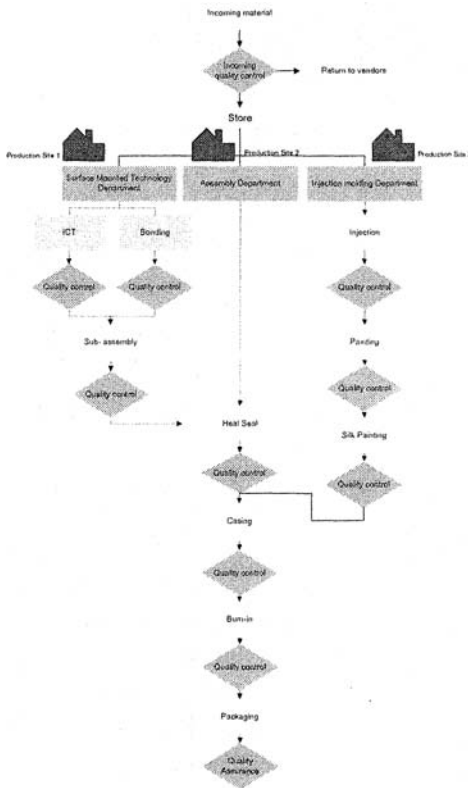 Incoming material
Incoming
quality control
Return to vendors
Store
Production Site 1
Production Site 2
Production Site
Surface Mounted Technology
Department
Assembly Department
Injection molding Department
ICT
Bonding
Injection
Quality control
Quality control
Quality control
Sub-assembly
Painting
Quality control
Quality control
Heat Seal
Silk Painting
Quality control
Quality control
Casing
Quality control
Burn-in
Quality control
Packaging
Quality
Assurance